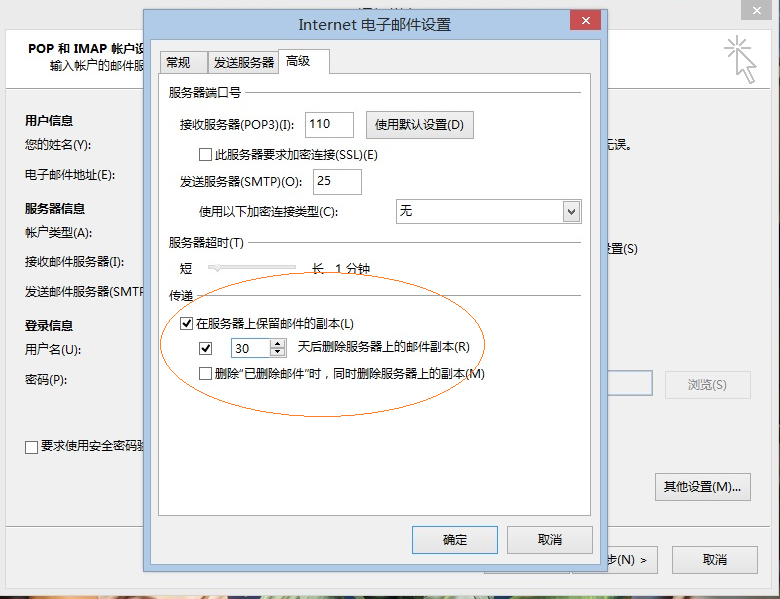 Internet 电子邮件设置
POP 和 IMAP 帐户设
输入帐户的邮件服
常规 发送服务器 高级
服务器端口号
用户信息
接收服务器(POP3)(I): 110 使用默认设置(D)
您的姓名(Y):
无误。
此服务器要求加密连接(SSL)(E)
电子邮件地址(E):
发送服务器(SMTP)(O): 25
服务器信息
使用以下加密连接类型(C): 无
帐户类型(A):
服务器超时(T)
置(S)
接收邮件服务器(I):
短 长 1 分钟
发送邮件服务器(SMTP
传递
登录信息
在服务器上保留邮件的副本(L)
用户名(U):
30 天后删除服务器上的邮件副本(R)
密码(P):
删除"已删除邮件"时，同时删除服务器上的副本(M)
浏览(S)
要求使用安全密码验
其他设置(M)...
确定 取消
步(N) > 取消